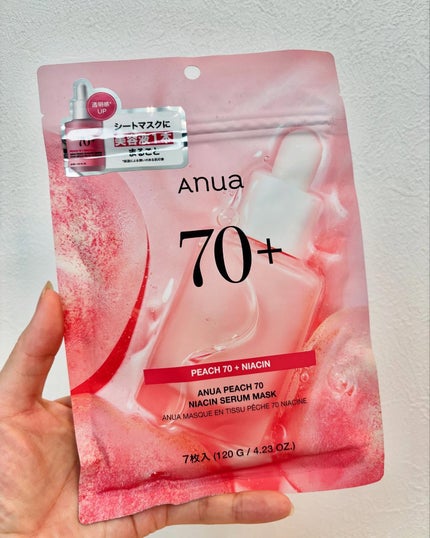 透明感*
UP
70+
シートマスクに
美容液1本
まるごと
Anua
70+
PEACH 70 + NIACIN
ANUA PEACH 70
NIACIN SERUM MASK
ANUA MASQUE EN TISSU PÊCHE 70 NIACINE
7枚入 (120 G / 4.23 OZ.)